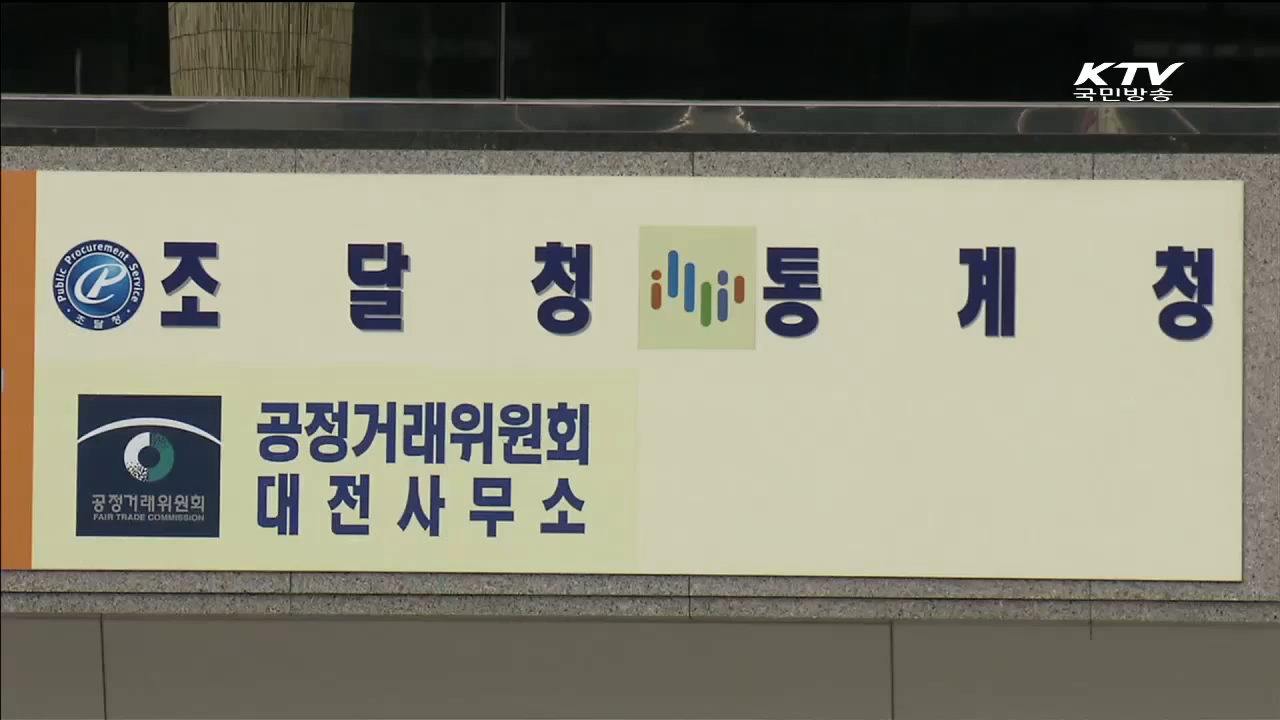 KTV
국민방송
Public Procurement Service
조달청
조달청
통계청
공정거래위원회
FAIR TRADE COMMISSION
공정거래위원회
대전사무소